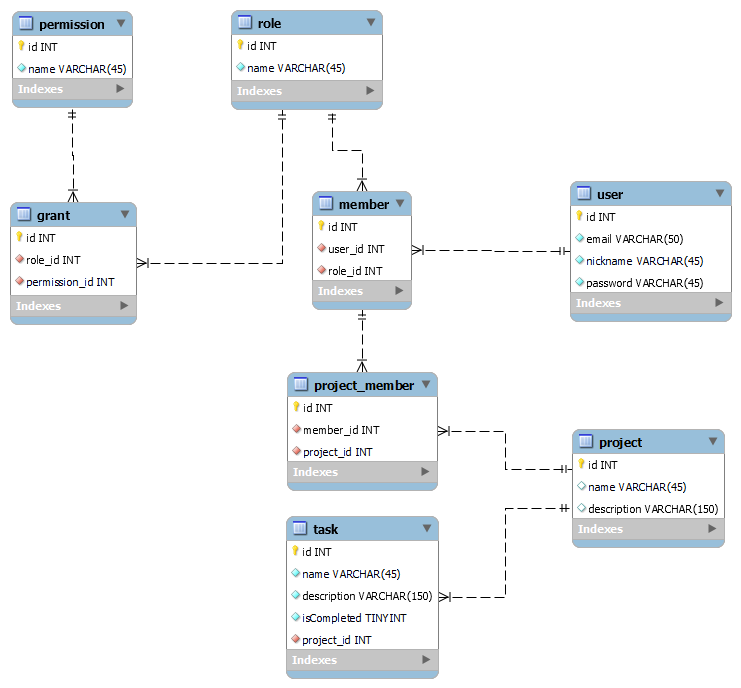 permission
id INT
name VARCHAR(45)
Indexes
role
id INT
name VARCHAR(45)
Indexes
grant
id INT
role_id INT
permission_id INT
Indexes
member
id INT
user_id INT
role_id INT
Indexes
user
id INT
email VARCHAR(50)
nickname VARCHAR(45)
password VARCHAR(45)
Indexes
project_member
id INT
member_id INT
project_id INT
Indexes
project
id INT
name VARCHAR(45)
description VARCHAR(150)
Indexes
task
id INT
name VARCHAR(45)
description VARCHAR(150)
isCompleted TINYINT
project_id INT
Indexes